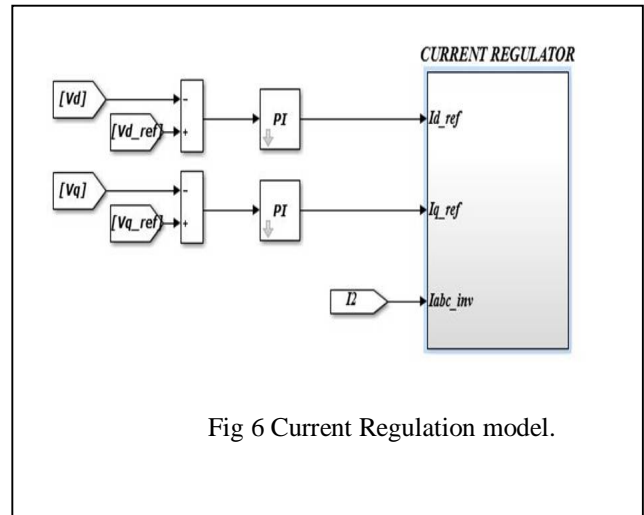 CURRENT REGULATOR
[Vd]
-
+
[Vd_ref]
PI
Id_ref
[Vq]
-
+
[Vq_ref]
PI
Iq_ref
I2
Iabc_inv
Fig 6 Current Regulation model.